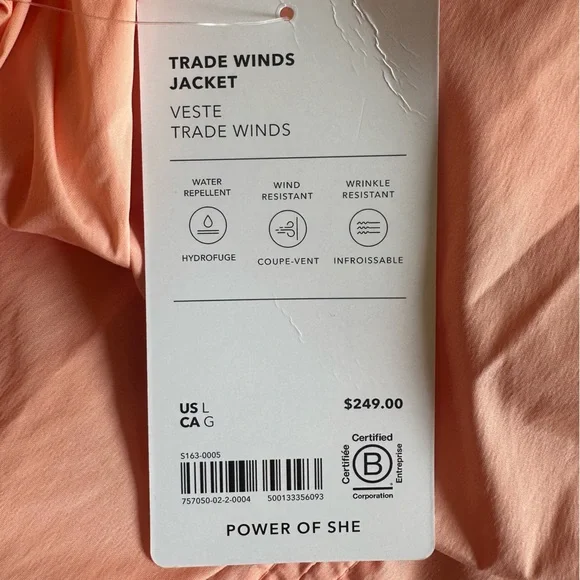 TRADE WINDS
JACKET
VESTE
TRADE WINDS
WATER
REPELLENT
HYDROFUGE
WIND
RESISTANT
COUPE-VENT
WRINKLE
RESISTANT
INFROISSABLE
US L
CA G
$249.00
S163-0005
757050-02-2-0004 500133356093
Certified
Certifiée
B
Entreprise
Corporation
POWER OF SHE